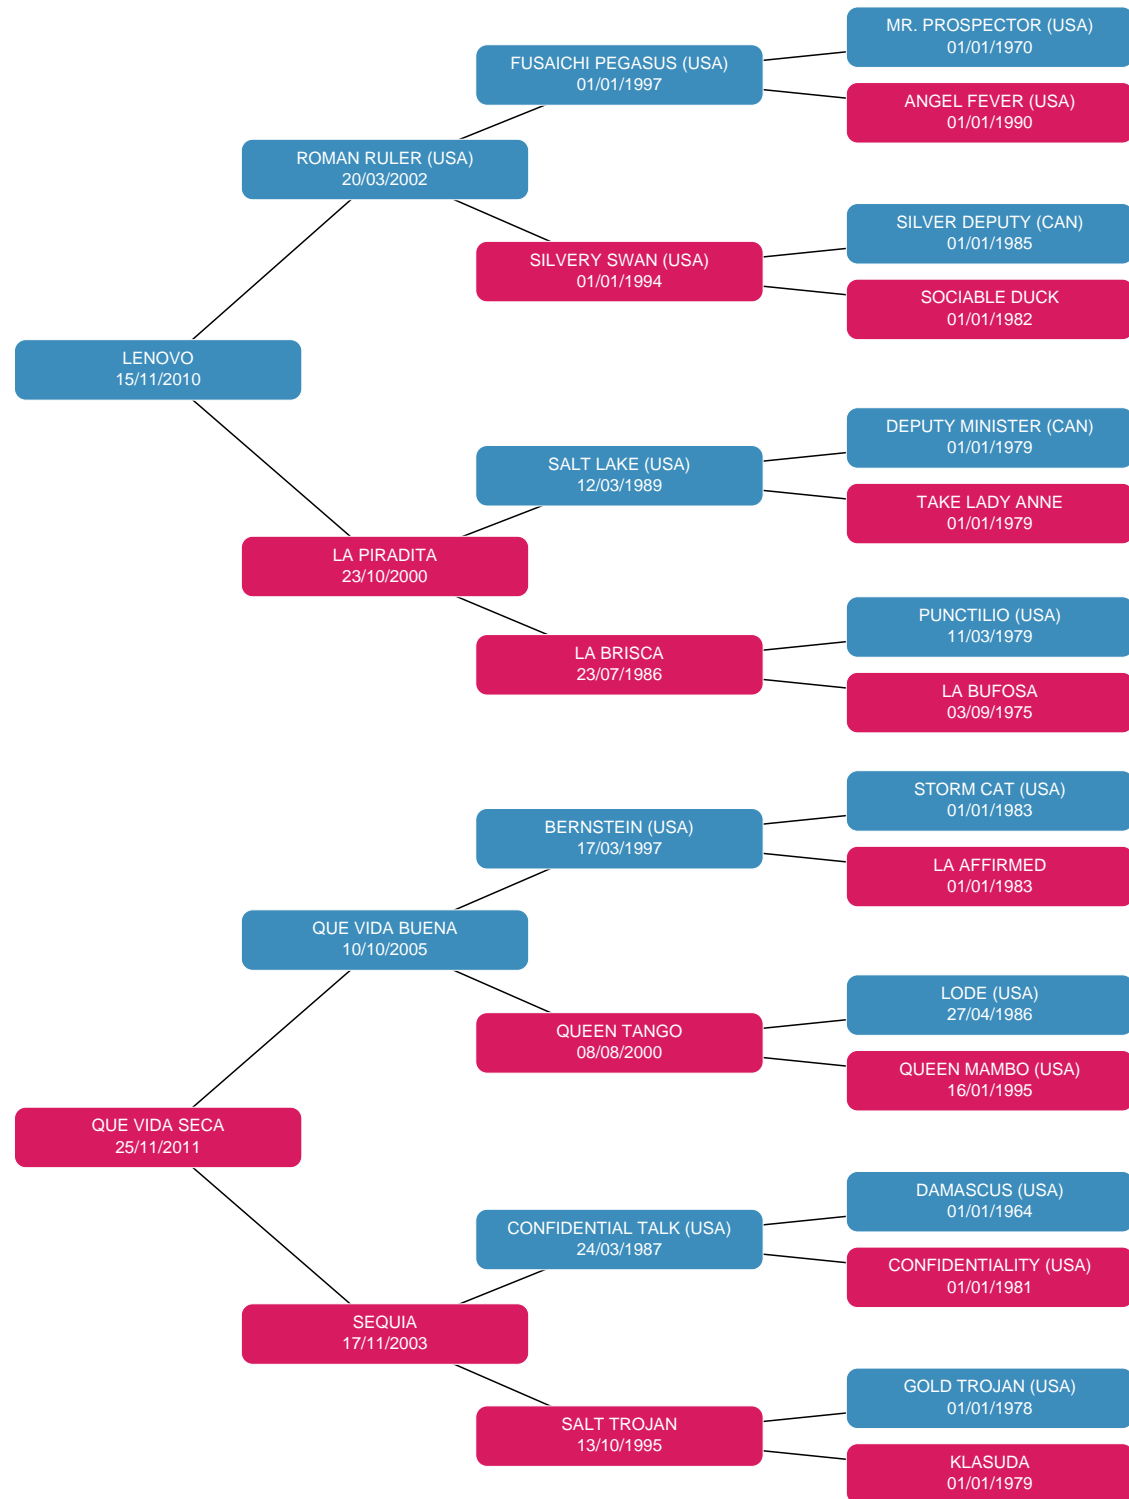 MR. PROSPECTOR (USA)
01/01/1970
FUSAICHI PEGASUS (USA)
01/01/1997
ANGEL FEVER (USA)
01/01/1990
ROMAN RULER (USA)
20/03/2002
SILVER DEPUTY (CAN)
01/01/1985
SILVERY SWAN (USA)
01/01/1994
SOCIABLE DUCK
01/01/1982
LENOVO
15/11/2010
DEPUTY MINISTER (CAN)
01/01/1979
SALT LAKE (USA)
12/03/1989
TAKE LADY ANNE
01/01/1979
LA PIRADITA
23/10/2000
PUNCTILIO (USA)
11/03/1979
LA BRISCA
23/07/1986
LA BUFOSA
03/09/1975
STORM CAT (USA)
01/01/1983
BERNSTEIN (USA)
17/03/1997
LA AFFIRMED
01/01/1983
QUE VIDA BUENA
10/10/2005
LODE (USA)
27/04/1986
QUEEN TANGO
08/08/2000
QUEEN MAMBO (USA)
16/01/1995
QUE VIDA SECA
25/11/2011
DAMASCUS (USA)
01/01/1964
CONFIDENTIAL TALK (USA)
24/03/1987
CONFIDENTIALITY (USA)
01/01/1981
SEQUIA
17/11/2003
GOLD TROJAN (USA)
01/01/1978
SALT TROJAN
13/10/1995
KLASUDA
01/01/1979